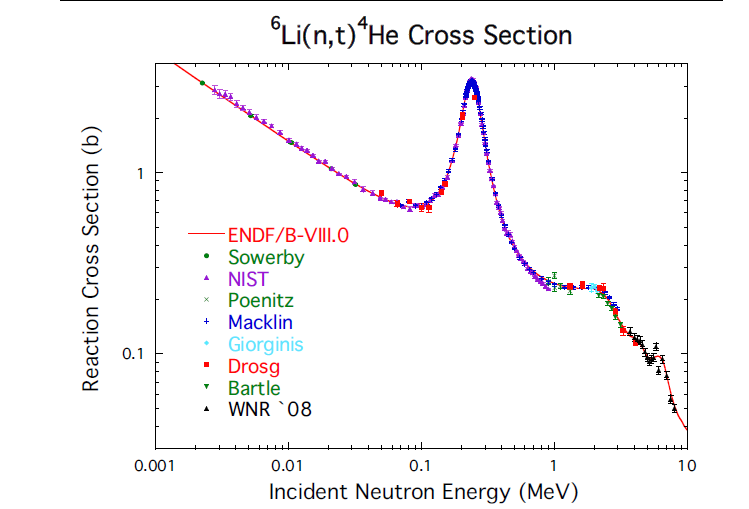 ⁶Li(n,t)⁴He Cross Section
Reaction Cross Section (b)
1
0.1
ENDF/B-VIII.0
Sowerby
NIST
Poenitz
Macklin
Giorginis
Drosg
Bartle
WNR `08
0.001 0.01 0.1 1 10
Incident Neutron Energy (MeV)